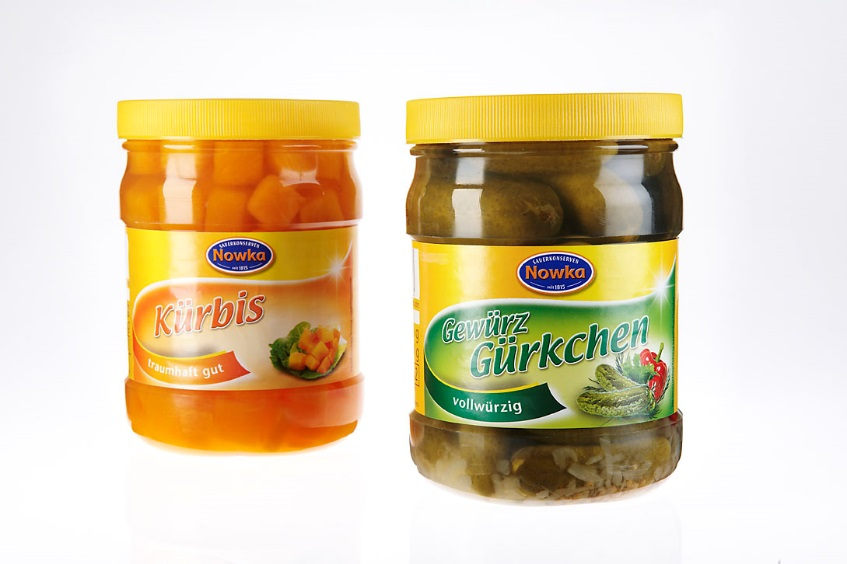 SAUERKONSERVEN
Nowka
seit 1815
Kürbis
traumhaft gut
SAUERKONSERVEN
Nowka
seit 1815
Gewürz
Gürkchen
vollwürzig